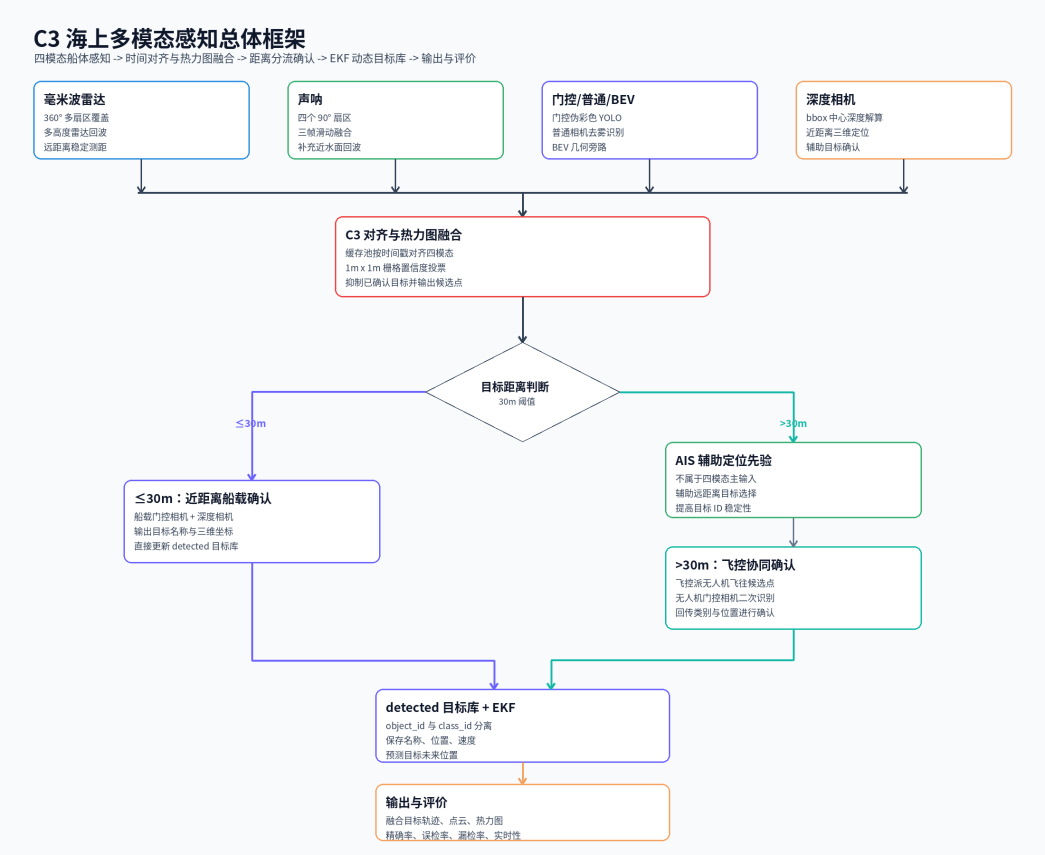 C3 海上多模态感知总体框架
四模态船体感知 -> 时间对齐与热力图融合 -> 距离分流确认 -> EKF 动态目标库 -> 输出与评价
毫米波雷达
360° 多扇区覆盖
多高度雷达回波
远距离稳定测距
声呐
四个 90° 扇区
三帧滑动融合
补充近水面回波
门控/普通/BEV
门控伪彩色 YOLO
普通相机去雾识别
BEV 几何旁路
深度相机
bbox 中心深度解算
近距离三维定位
辅助目标确认
C3 对齐与热力图融合
缓存池按时间戳对齐四模态
1m x 1m 栅格置信度投票
抑制已确认目标并输出候选点
目标距离判断
30m 阈值
≤30m
>30m
≤30m：近距离船载确认
船载门控相机 + 深度相机
输出目标名称与三维坐标
直接更新 detected 目标库
AIS 辅助定位先验
不属于四模态主输入
辅助远距离目标选择
提高目标 ID 稳定性
>30m：飞控协同确认
飞控派无人机飞往候选点
无人机门控相机二次识别
回传类别与位置进行确认
detected 目标库 + EKF
object_id 与 class_id 分离
保存名称、位置、速度
预测目标未来位置
输出与评价
融合目标轨迹、点云、热力图
精确率、误检率、漏检率、实时性